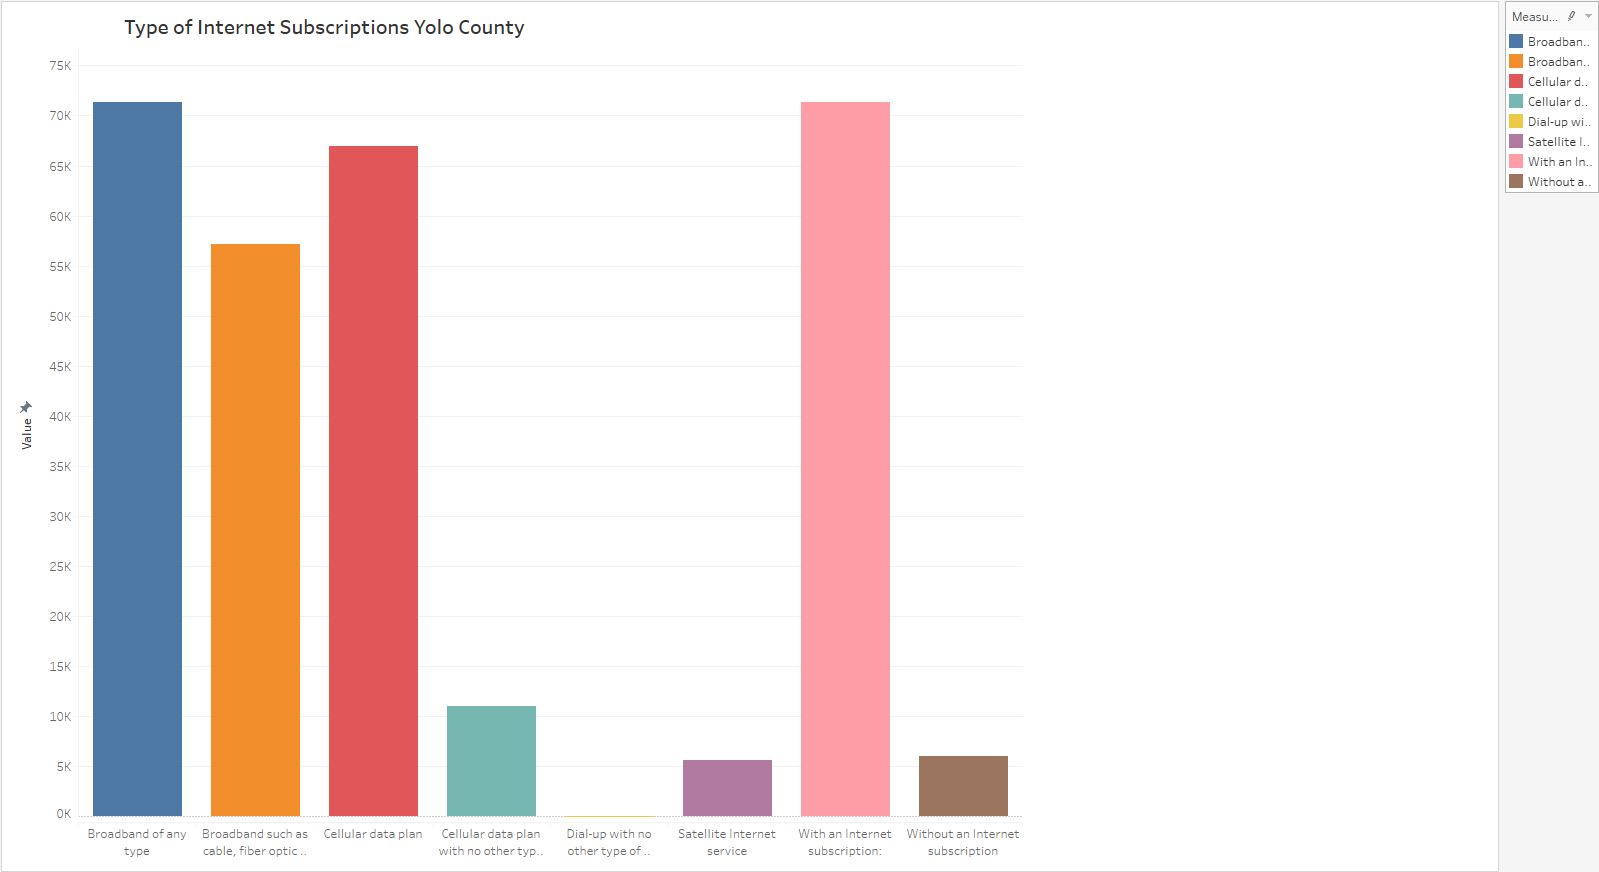 Type of Internet Subscriptions Yolo County
Measu...
Broadban..
Broadban..
Cellular d..
Cellular d..
Dial-up wi..
Satellite I..
With an In..
Without a..
75K
70K
65K
60K
55K
50K
45K
40K
35K
30K
25K
20K
15K
10K
5K
0K
Value
Broadband of any
type
Broadband such as
cable, fiber optic ..
Cellular data plan
Cellular data plan
with no other typ..
Dial-up with no
other type of ..
Satellite Internet
service
With an Internet
subscription:
Without an Internet
subscription